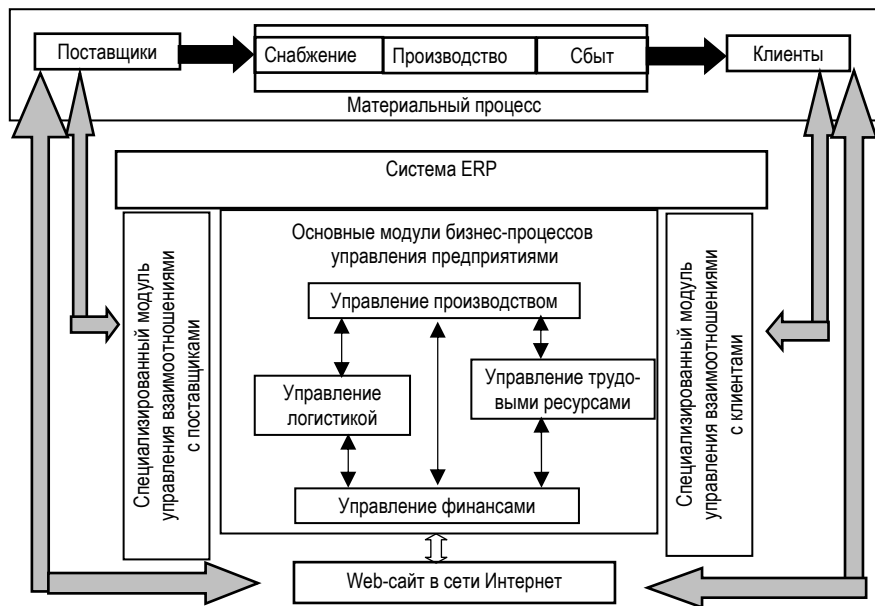 Поставщики
Снабжение
Производство
Сбыт
Клиенты
Материальный процесс
Система ERP
Специализированный модуль
управления взаимоотношениями
с поставщиками
Основные модули бизнес-процессов
управления предприятиями
Управление производством
Управление
логистикой
Управление трудо-
выми ресурсами
Управление финансами
Специализированный модуль
управления взаимоотношениями
с клиентами
Web-сайт в сети Интернет